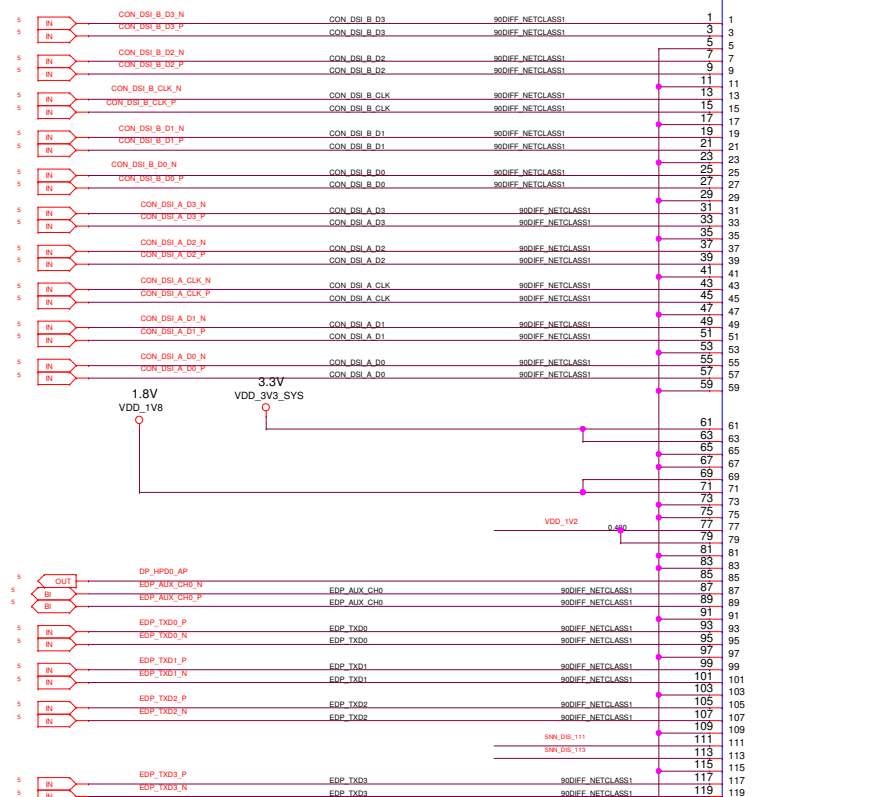 5 IN CON_DSI_B_D3_N CON_DSI_B_D3 90DIFF_NETCLASS1 1 1
5 IN CON_DSI_B_D3_P CON_DSI_B_D3 90DIFF_NETCLASS1 3 3
5 5
5 IN CON_DSI_B_D2_N CON_DSI_B_D2 90DIFF_NETCLASS1 7 7
5 IN CON_DSI_B_D2_P CON_DSI_B_D2 90DIFF_NETCLASS1 9 9
11 11
5 IN CON_DSI_B_CLK_N CON_DSI_B_CLK 90DIFF_NETCLASS1 13 13
5 IN CON_DSI_B_CLK_P CON_DSI_B_CLK 90DIFF_NETCLASS1 15 15
17 17
5 IN CON_DSI_B_D1_N CON_DSI_B_D1 90DIFF_NETCLASS1 19 19
5 IN CON_DSI_B_D1_P CON_DSI_B_D1 90DIFF_NETCLASS1 21 21
23 23
5 IN CON_DSI_B_D0_N CON_DSI_B_D0 90DIFF_NETCLASS1 25 25
5 IN CON_DSI_B_D0_P CON_DSI_B_D0 90DIFF_NETCLASS1 27 27
29 29
5 IN CON_DSI_A_D3_N CON_DSI_A_D3 90DIFF_NETCLASS1 31 31
5 IN CON_DSI_A_D3_P CON_DSI_A_D3 90DIFF_NETCLASS1 33 33
35 35
5 IN CON_DSI_A_D2_N CON_DSI_A_D2 90DIFF_NETCLASS1 37 37
5 IN CON_DSI_A_D2_P CON_DSI_A_D2 90DIFF_NETCLASS1 39 39
41 41
5 IN CON_DSI_A_CLK_N CON_DSI_A_CLK 90DIFF_NETCLASS1 43 43
5 IN CON_DSI_A_CLK_P CON_DSI_A_CLK 90DIFF_NETCLASS1 45 45
47 47
5 IN CON_DSI_A_D1_N CON_DSI_A_D1 90DIFF_NETCLASS1 49 49
5 IN CON_DSI_A_D1_P CON_DSI_A_D1 90DIFF_NETCLASS1 51 51
53 53
5 IN CON_DSI_A_D0_N CON_DSI_A_D0 90DIFF_NETCLASS1 55 55
5 IN CON_DSI_A_D0_P CON_DSI_A_D0 90DIFF_NETCLASS1 57 57
59 59
3.3V
VDD_3V3_SYS
1.8V
VDD_1V8
61 61
63 63
65 65
67 67
69 69
71 71
73 73
75 75
VDD_1V2 0.480 77 77
79 79
81 81
83 83
5 OUT DP_HPD0_AP 85 85
5 BI EDP_AUX_CH0_N EDP_AUX_CH0 90DIFF_NETCLASS1 87 87
5 BI EDP_AUX_CH0_P EDP_AUX_CH0 90DIFF_NETCLASS1 89 89
91 91
5 IN EDP_TXD0_P EDP_TXD0 90DIFF_NETCLASS1 93 93
5 IN EDP_TXD0_N EDP_TXD0 90DIFF_NETCLASS1 95 95
97 97
5 IN EDP_TXD1_P EDP_TXD1 90DIFF_NETCLASS1 99 99
5 IN EDP_TXD1_N EDP_TXD1 90DIFF_NETCLASS1 101 101
103 103
5 IN EDP_TXD2_P EDP_TXD2 90DIFF_NETCLASS1 105 105
5 IN EDP_TXD2_N EDP_TXD2 90DIFF_NETCLASS1 107 107
109 109
SNN_DIS_111 111 111
SNN_DIS_113 113 113
115 115
5 IN EDP_TXD3_P EDP_TXD3 90DIFF_NETCLASS1 117 117
5 IN EDP_TXD3_N EDP_TXD3 90DIFF_NETCLASS1 119 119